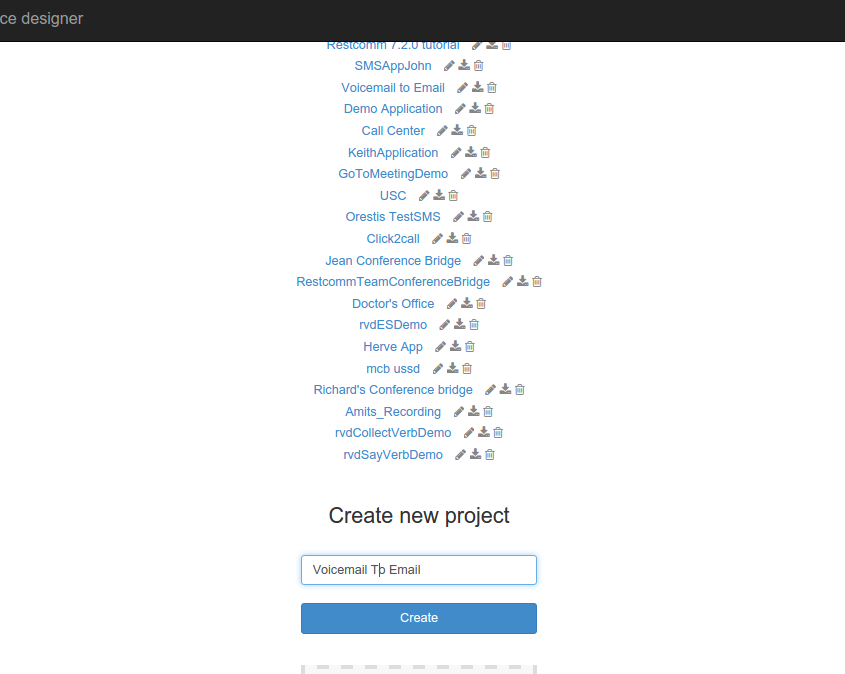 ce designer
Restcomm 7.2.0 tutorial
SMSAppJohn
Voicemail to Email
Demo Application
Call Center
KeithApplication
GoToMeetingDemo
USC
Orestis TestSMS
Click2call
Jean Conference Bridge
RestcommTeamConferenceBridge
Doctor's Office
rvdESDemo
Herve App
mcb ussd
Richard's Conference bridge
Amits_Recording
rvdCollectVerbDemo
rvdSayVerbDemo
Create new project
Voicemail To Email
Create